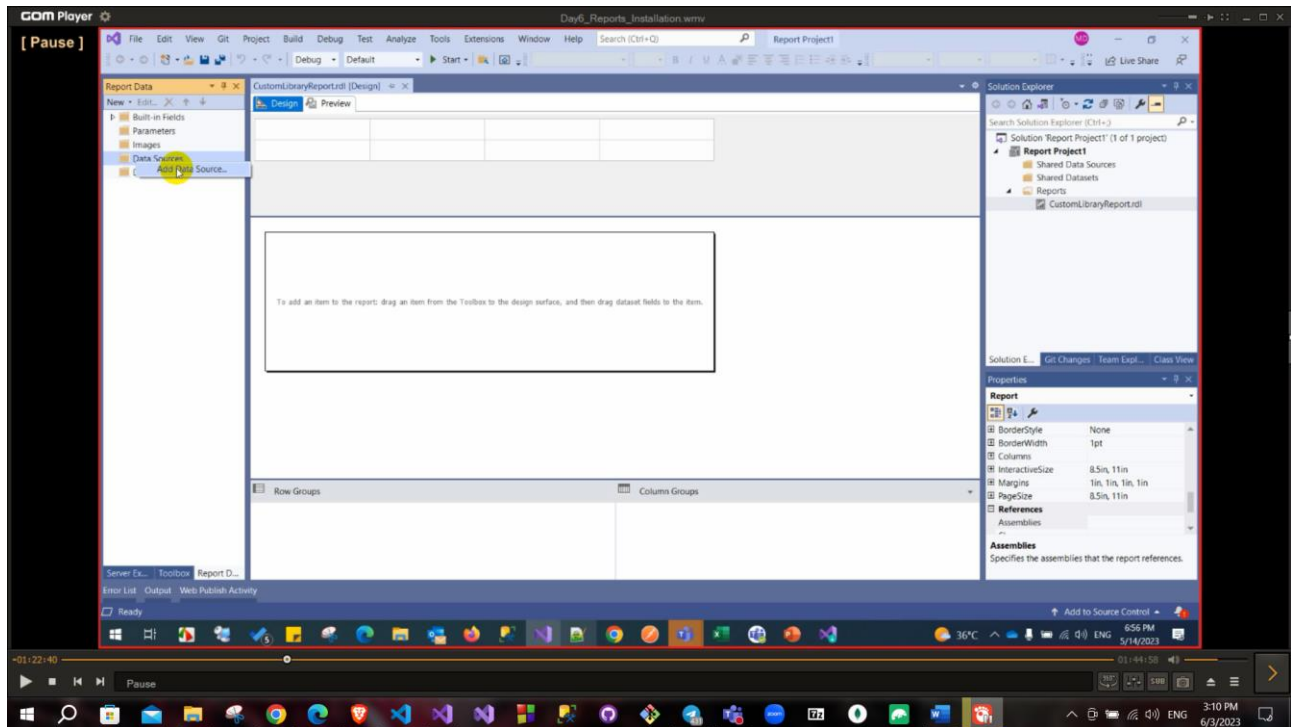 GOM Player
Day6_Reports_Installation.wmv
[ Pause ]
File Edit View Git Project Build Debug Test Analyze Tools Extensions Window Help Search (Ctrl+Q) Report Project1
MO
Debug Default Start Live Share
Report Data
New Edit...
Built-in Fields
Parameters
Images
Data Sources
Add Data Source...
CustomLibraryReport.rdl [Design]
Design Preview
To add an item to the report: drag an item from the Toolbox to the design surface, and then drag dataset fields to the item.
Row Groups
Column Groups
Solution Explorer
Search Solution Explorer (Ctrl+;)
Solution 'Report Project1' (1 of 1 project)
Report Project1
Shared Data Sources
Shared Datasets
Reports
CustomLibraryReport.rdl
Solution E... Git Changes Team Expl... Class View
Properties
Report
BorderStyle None
BorderWidth 1pt
Columns
InteractiveSize 8.5in, 11in
Margins 1in, 1in, 1in, 1in
PageSize 8.5in, 11in
References
Assemblies
Assemblies
Specifies the assemblies that the report references.
Server Ex... Toolbox Report D...
Error List Output Web Publish Activity
Ready
Add to Source Control
36°C ENG 6:56 PM
5/14/2023
-01:22:40
01:44:58
Pause
360° SUB
ENG 3:10 PM
6/3/2023